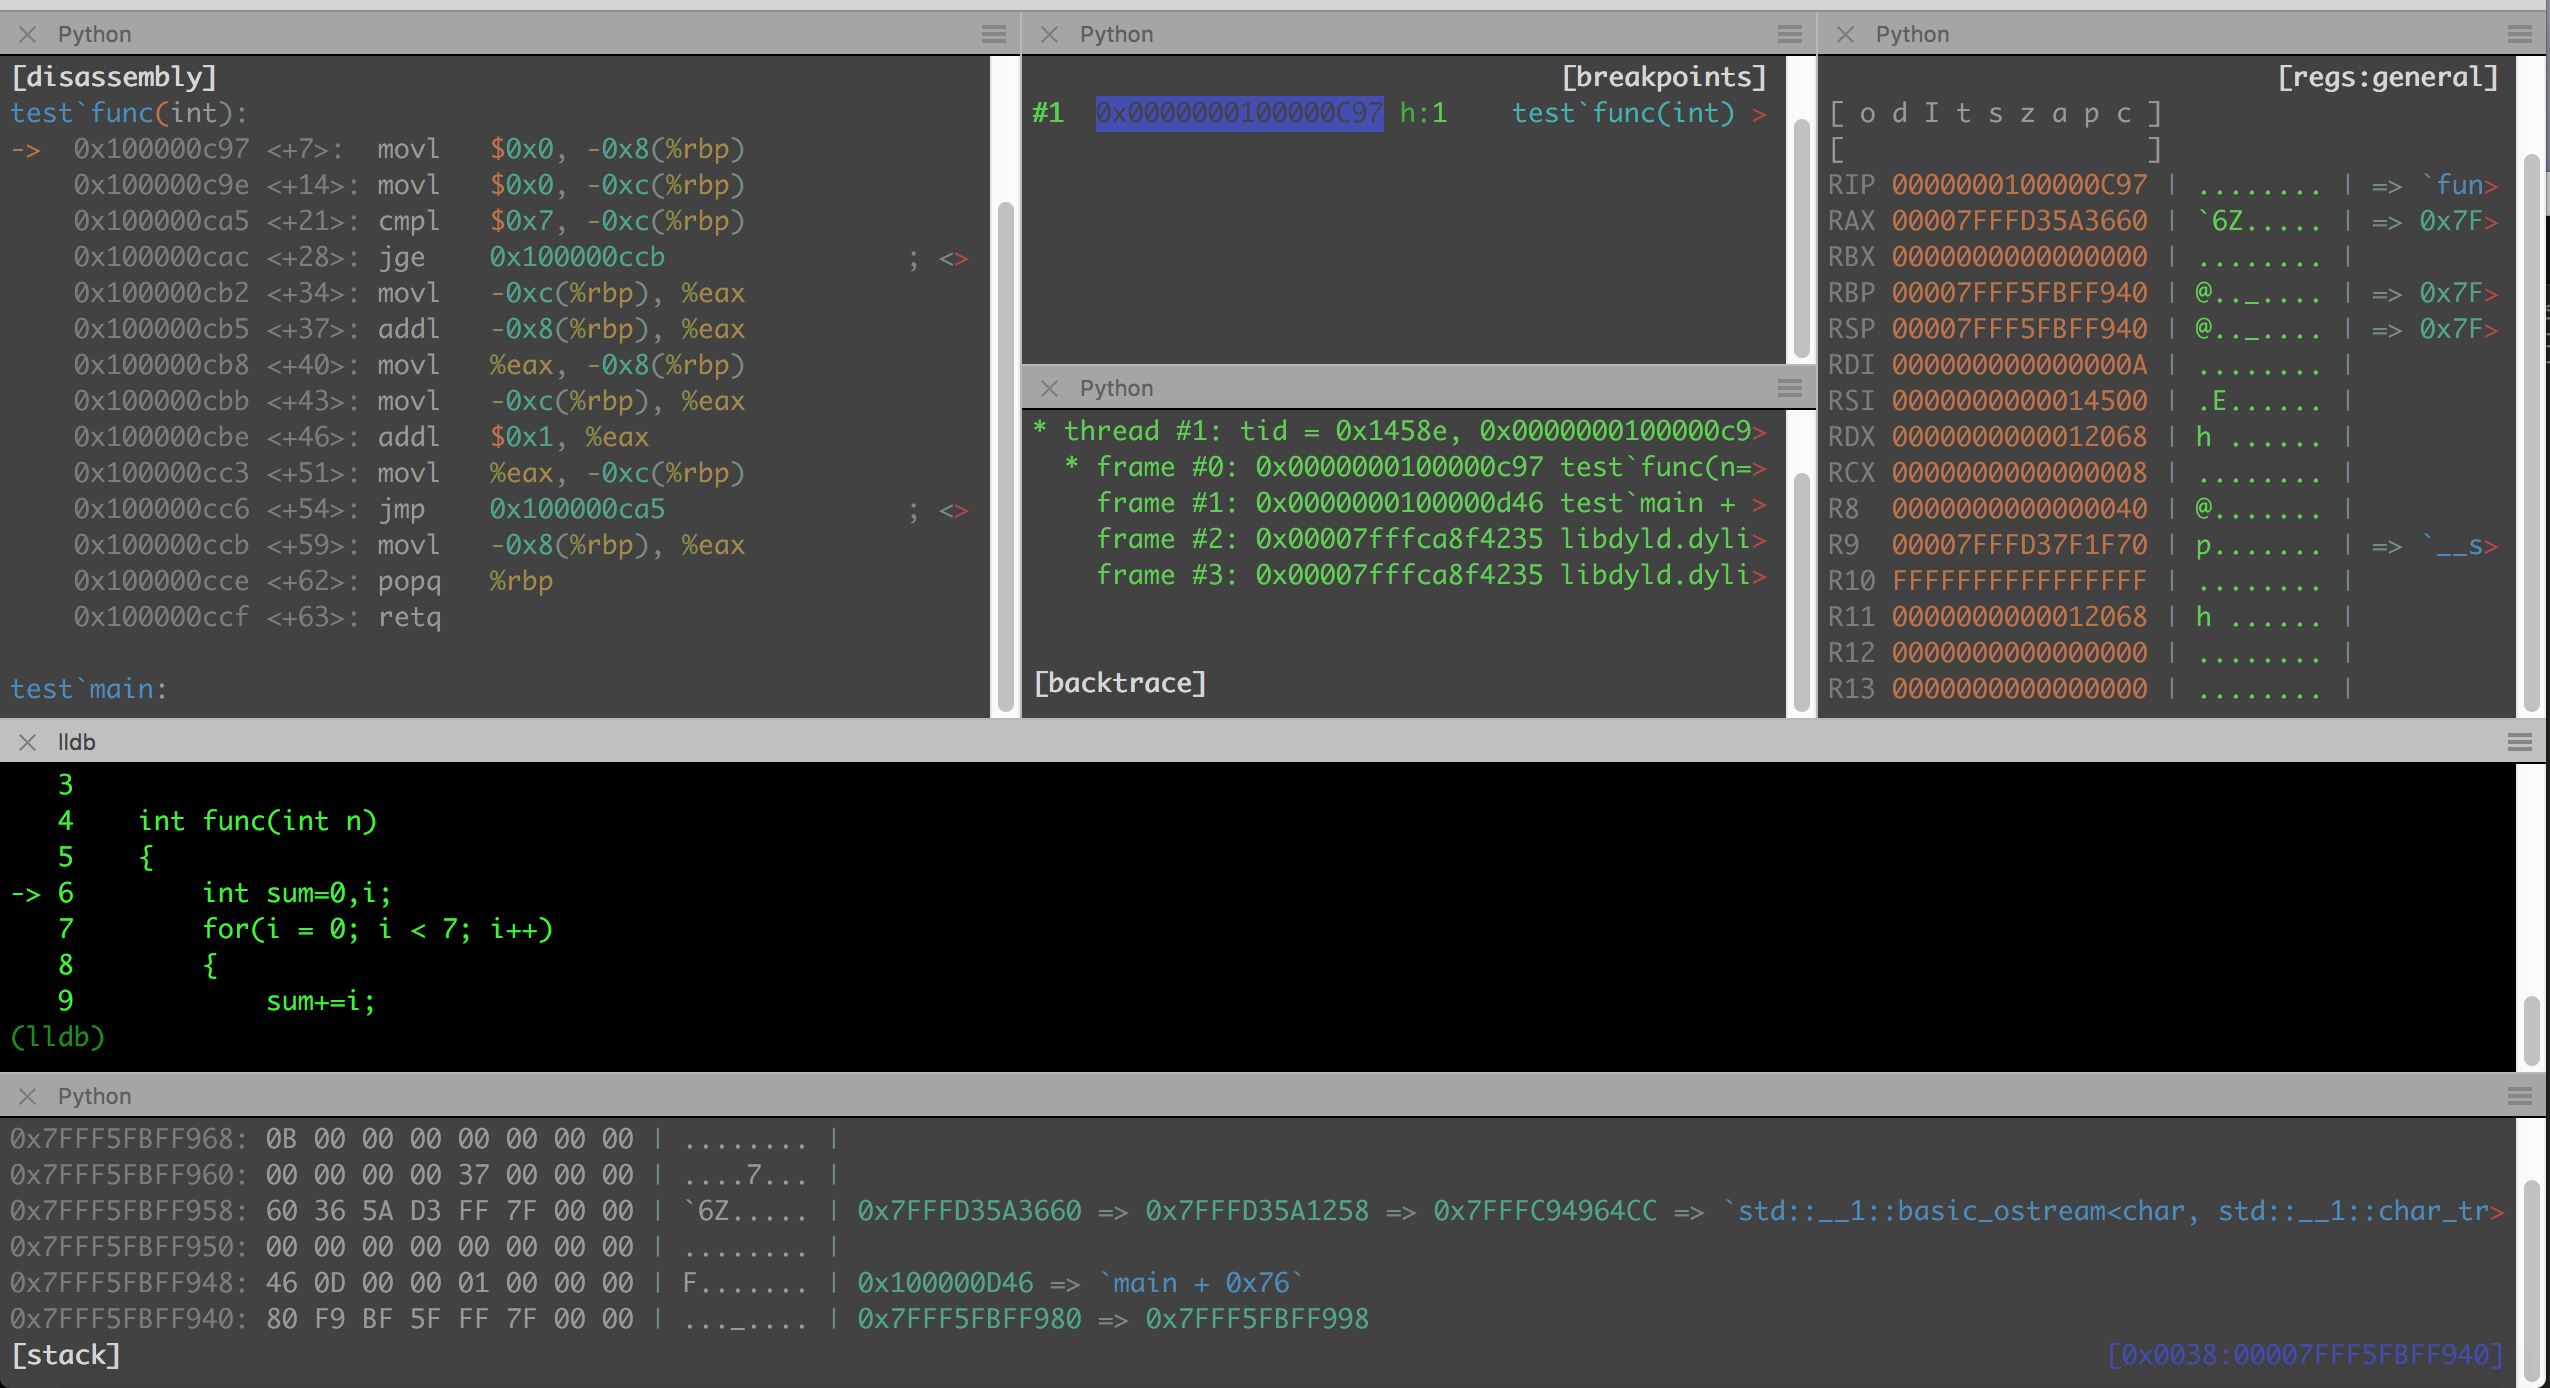 Python
[disassembly]
test`func(int):
->  0x100000c97 <+7>:  movl   $0x0, -0x8(%rbp)
    0x100000c9e <+14>: movl   $0x0, -0xc(%rbp)
    0x100000ca5 <+21>: cmpl   $0x7, -0xc(%rbp)
    0x100000cac <+28>: jge    0x100000ccb               ; <>
    0x100000cb2 <+34>: movl   -0xc(%rbp), %eax
    0x100000cb5 <+37>: addl   -0x8(%rbp), %eax
    0x100000cb8 <+40>: movl   %eax, -0x8(%rbp)
    0x100000cbb <+43>: movl   -0xc(%rbp), %eax
    0x100000cbe <+46>: addl   $0x1, %eax
    0x100000cc3 <+51>: movl   %eax, -0xc(%rbp)
    0x100000cc6 <+54>: jmp    0x100000ca5               ; <>
    0x100000ccb <+59>: movl   -0x8(%rbp), %eax
    0x100000cce <+62>: popq   %rbp
    0x100000ccf <+63>: retq
test`main:
Python
[breakpoints]
#1  0x0000000100000C97 h:1    test`func(int) >
Python
* thread #1: tid = 0x1458e, 0x0000000100000c9>
  * frame #0: 0x0000000100000c97 test`func(n=>
    frame #1: 0x0000000100000d46 test`main + >
    frame #2: 0x00007fffca8f4235 libdyld.dyli>
    frame #3: 0x00007fffca8f4235 libdyld.dyli>
[backtrace]
Python
[regs:general]
[ o d I t s z a p c ]
[                   ]
RIP 0000000100000C97 | ........ | => `fun>
RAX 00007FFFD35A3660 | `6Z..... | => 0x7F>
RBX 0000000000000000 | ........ |
RBP 00007FFF5FBFF940 | @.._.... | => 0x7F>
RSP 00007FFF5FBFF940 | @.._.... | => 0x7F>
RDI 000000000000000A | ........ |
RSI 0000000000014500 | .E...... |
RDX 0000000000012068 | h ...... |
RCX 0000000000000008 | ........ |
R8  0000000000000040 | @....... |
R9  00007FFFD37F1F70 | p....... | => `__s>
R10 FFFFFFFFFFFFFFFF | ........ |
R11 0000000000012068 | h ...... |
R12 0000000000000000 | ........ |
R13 0000000000000000 | ........ |
lldb
   3
   4    int func(int n)
   5    {
-> 6        int sum=0,i;
   7        for(i = 0; i < 7; i++)
   8        {
   9            sum+=i;
(lldb)
Python
0x7FFF5FBFF968: 0B 00 00 00 00 00 00 00 | ........ |
0x7FFF5FBFF960: 00 00 00 00 37 00 00 00 | ....7... |
0x7FFF5FBFF958: 60 36 5A D3 FF 7F 00 00 | `6Z..... | 0x7FFFD35A3660 => 0x7FFFD35A1258 => 0x7FFFC94964CC => `std::__1::basic_ostream<char, std::__1::char_tr>
0x7FFF5FBFF950: 00 00 00 00 00 00 00 00 | ........ |
0x7FFF5FBFF948: 46 0D 00 00 01 00 00 00 | F....... | 0x100000D46 => `main + 0x76`
0x7FFF5FBFF940: 80 F9 BF 5F FF 7F 00 00 | ..._.... | 0x7FFF5FBFF980 => 0x7FFF5FBFF998
[stack] [0x0038:00007FFF5FBFF940]